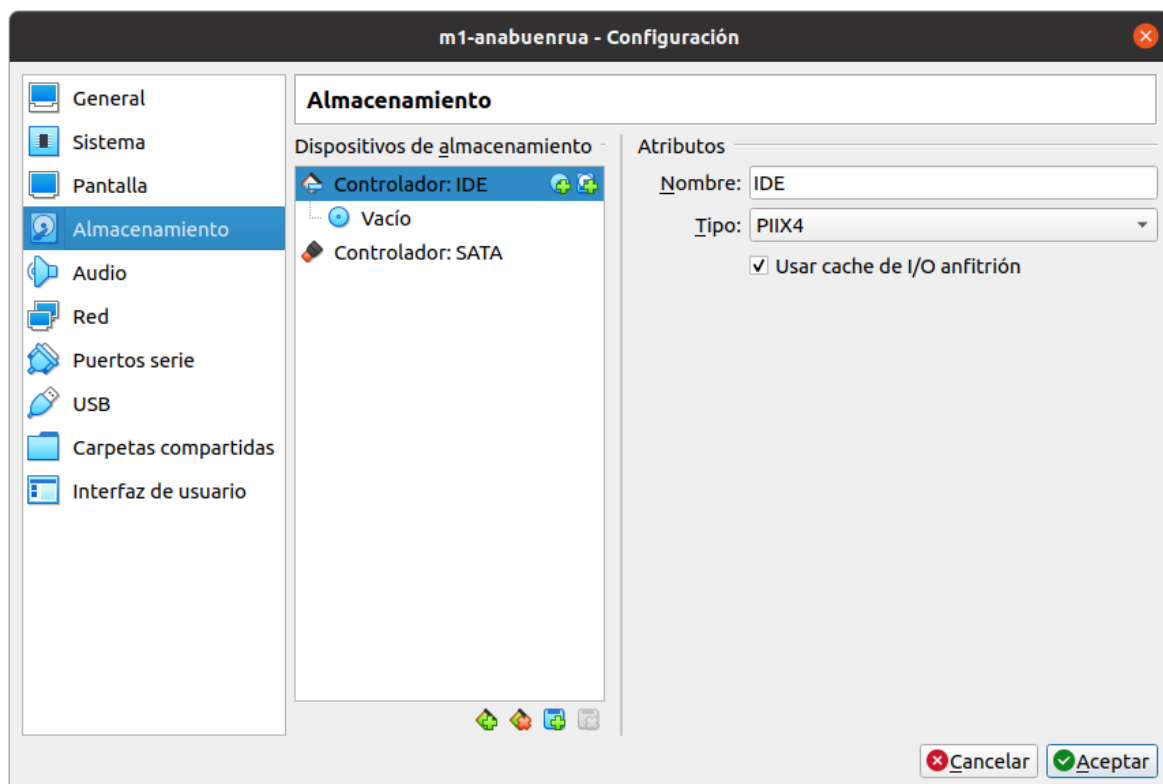 m1-anabuenrua - Configuración
General
Sistema
Pantalla
Almacenamiento
Audio
Red
Puertos serie
USB
Carpetas compartidas
Interfaz de usuario
Almacenamiento
Dispositivos de almacenamiento
Controlador: IDE
Vacío
Controlador: SATA
Atributos
Nombre: IDE
Tipo: PIIX4
Usar cache de I/O anfitrión
Cancelar
Aceptar